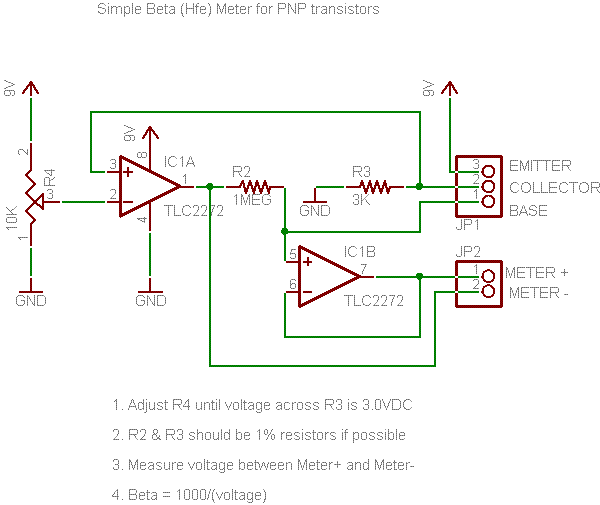 Simple Beta (Hfe) Meter for PNP transistors
9V
2
R4
3
10K
1
GND
9V
8
IC1A
3
+
2
-
1
4
TLC2272
GND
R2
1MEG
R3
3K
GND
9V
3
EMITTER
2
COLLECTOR
1
BASE
JP1
IC1B
5
+
6
-
7
TLC2272
JP2
1
METER +
2
METER -
1. Adjust R4 until voltage across R3 is 3.0VDC
2. R2 & R3 should be 1% resistors if possible
3. Measure voltage between Meter+ and Meter-
4. Beta = 1000/(voltage)